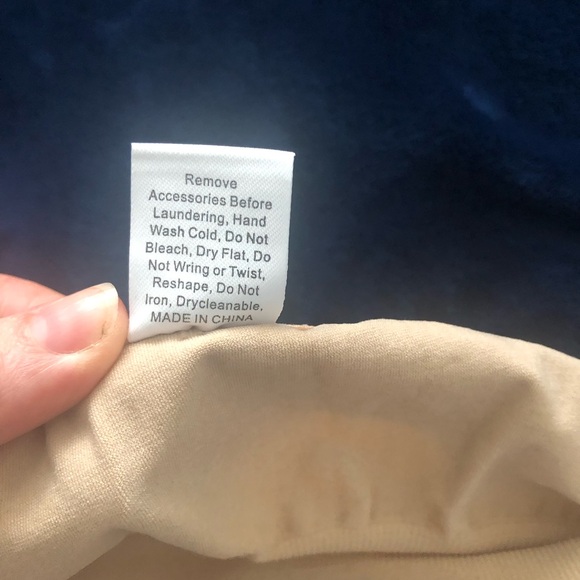 Remove
Accessories Before
Laundering, Hand
Wash Cold, Do Not
Bleach, Dry Flat, Do
Not Wring or Twist,
Reshape, Do Not
Iron, Drycleanable.
MADE IN CHINA